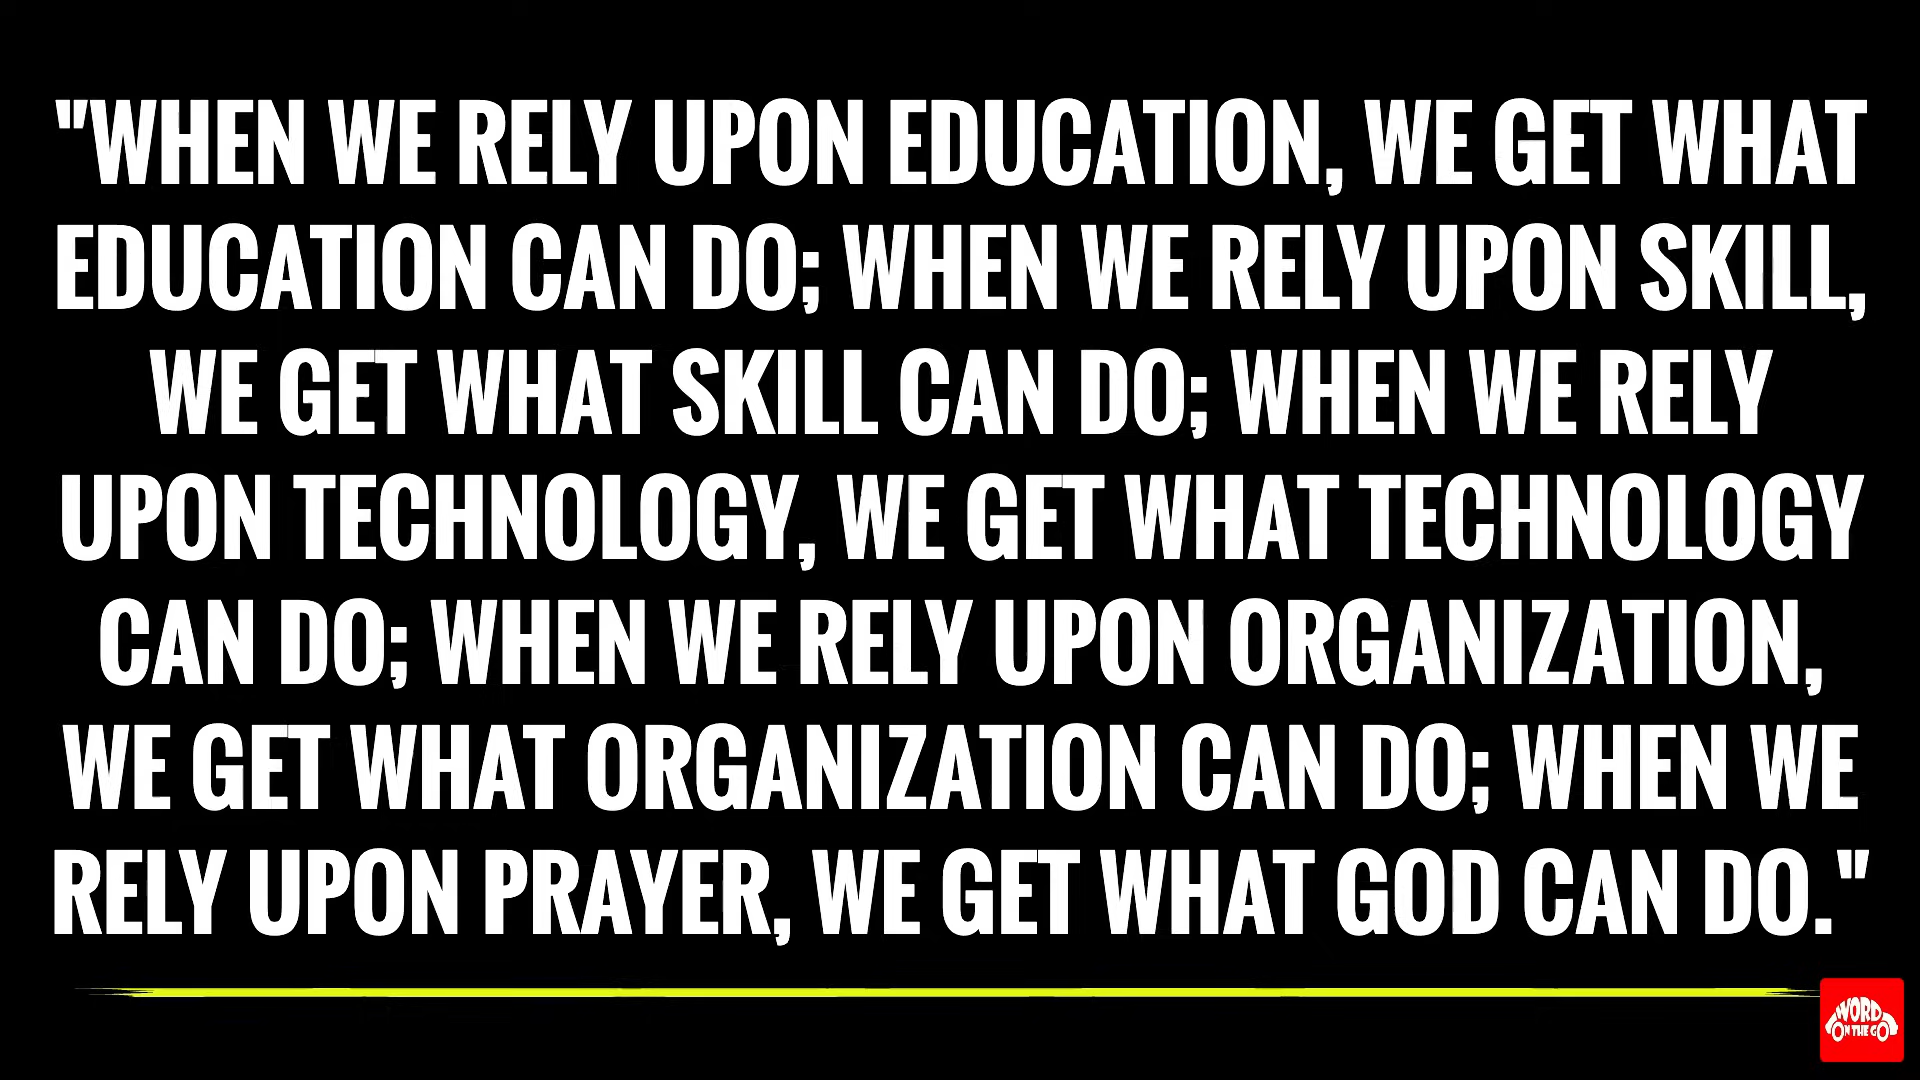 "WHEN WE RELY UPON EDUCATION, WE GET WHAT
EDUCATION CAN DO; WHEN WE RELY UPON SKILL,
WE GET WHAT SKILL CAN DO; WHEN WE RELY
UPON TECHNOLOGY, WE GET WHAT TECHNOLOGY
CAN DO; WHEN WE RELY UPON ORGANIZATION,
WE GET WHAT ORGANIZATION CAN DO; WHEN WE
RELY UPON PRAYER, WE GET WHAT GOD CAN DO."
WORD
ON THE GO